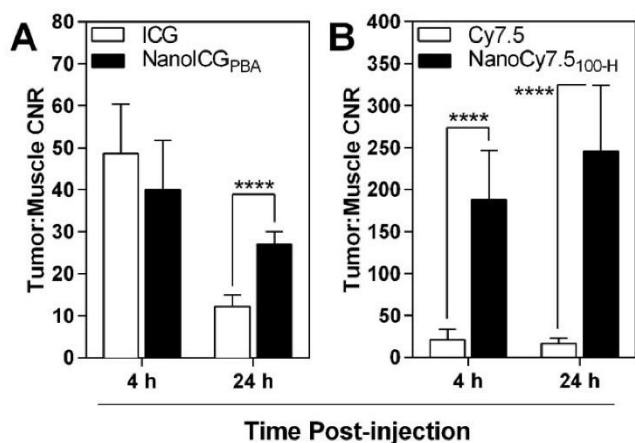 A
Tumor:Muscle CNR
80
70
60
50
40
30
20
10
0
ICG
NanoICGPBA
****
4 h
24 h
B
Tumor:Muscle CNR
400
350
300
250
200
150
100
50
0
Cy7.5
NanoCy7.5100-H
****
****
4 h
24 h
Time Post-injection